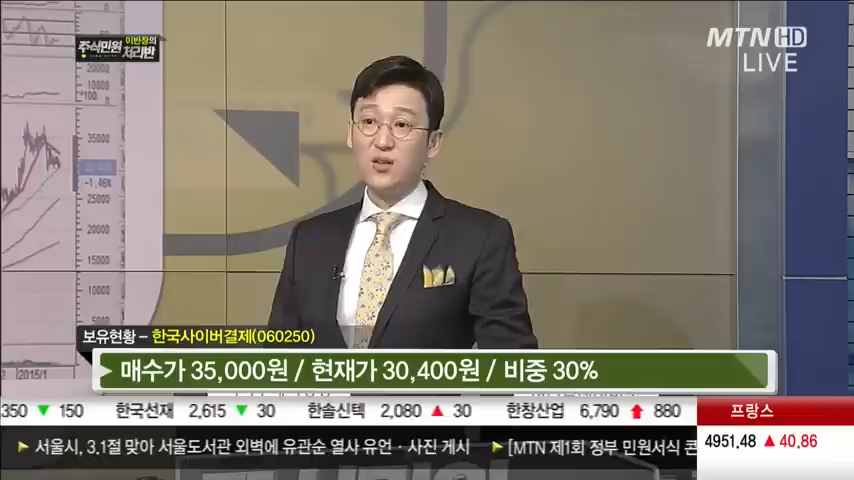 주식민원
이반장의
처리반
MTN HD
LIVE
20000
10000
*100
35000
-1.46%
25000
20000
15000
10000
2015/1
보유현황 – 한국사이버결제(060250)
매수가 35,000원 / 현재가 30,400원 / 비중 30%
350 ▼ 150 한국선재 2,615 ▼ 30 한솔신텍 2,080 ▲ 30 한창산업 6,790 ⬆ 880
프랑스
4951.48 ▲ 40.86
▶ 서울시, 3.1절 맞아 서울도서관 외벽에 유관순 열사 유언·사진 게시 ▶ [MTN 제1회 정부 민원서식 콘